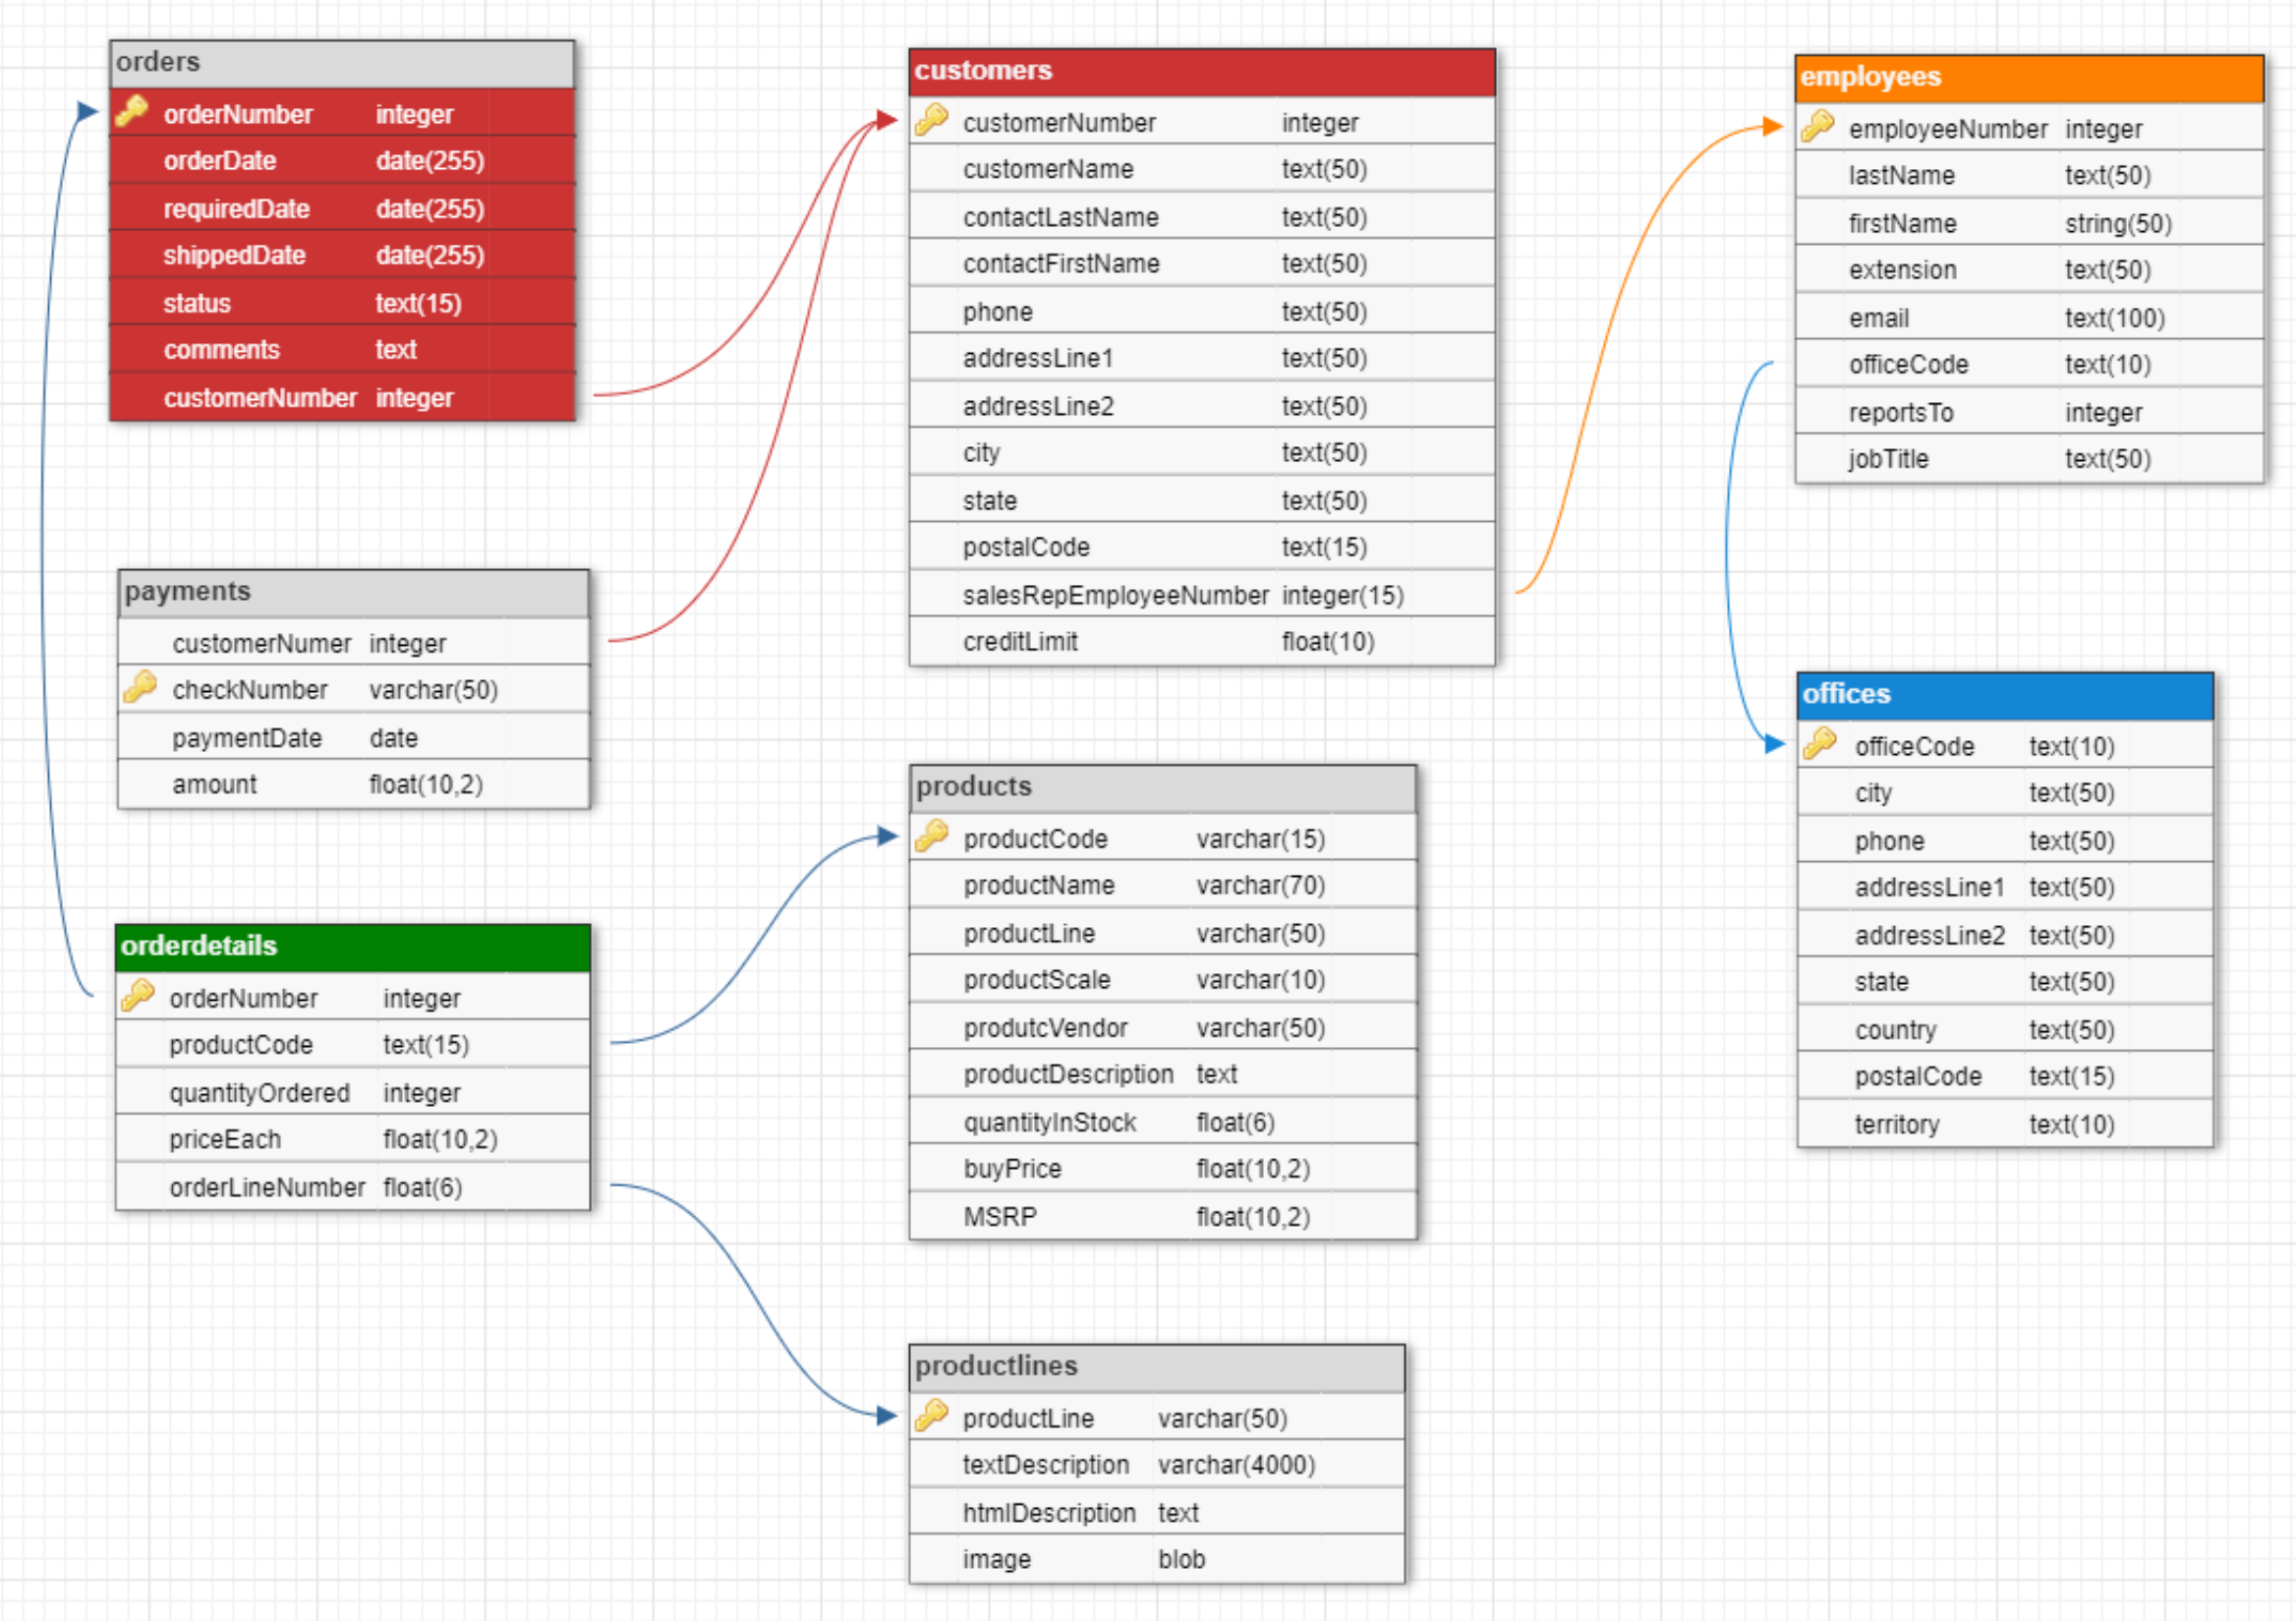 orders
orderNumber integer
orderDate date(255)
requiredDate date(255)
shippedDate date(255)
status text(15)
comments text
customerNumber integer
payments
customerNumer integer
checkNumber varchar(50)
paymentDate date
amount float(10,2)
orderdetails
orderNumber integer
productCode text(15)
quantityOrdered integer
priceEach float(10,2)
orderLineNumber float(6)
customers
customerNumber integer
customerName text(50)
contactLastName text(50)
contactFirstName text(50)
phone text(50)
addressLine1 text(50)
addressLine2 text(50)
city text(50)
state text(50)
postalCode text(15)
salesRepEmployeeNumber integer(15)
creditLimit float(10)
products
productCode varchar(15)
productName varchar(70)
productLine varchar(50)
productScale varchar(10)
produtcVendor varchar(50)
productDescription text
quantityInStock float(6)
buyPrice float(10,2)
MSRP float(10,2)
productlines
productLine varchar(50)
textDescription varchar(4000)
htmlDescription text
image blob
employees
employeeNumber integer
lastName text(50)
firstName string(50)
extension text(50)
email text(100)
officeCode text(10)
reportsTo integer
jobTitle text(50)
offices
officeCode text(10)
city text(50)
phone text(50)
addressLine1 text(50)
addressLine2 text(50)
state text(50)
country text(50)
postalCode text(15)
territory text(10)